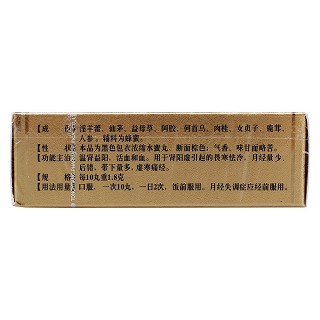 【成 份】淫羊藿、仙茅、益母草、阿胶、何首乌、肉桂、女贞子、鹿茸、
人参。辅料为蜂蜜。
【性 状】本品为黑色包衣浓缩水蜜丸，断面棕色；气香、味甘而略苦。
【功能主治】温肾益阳，活血和血。用于肾阳虚引起的畏寒怯冷、月经量少、
后错、带下量多、虚寒痛经。
【规 格】每10丸重1.8克
【用法用量】口服，一次10丸，一日2次，饭前服用。月经失调症应经前服用。